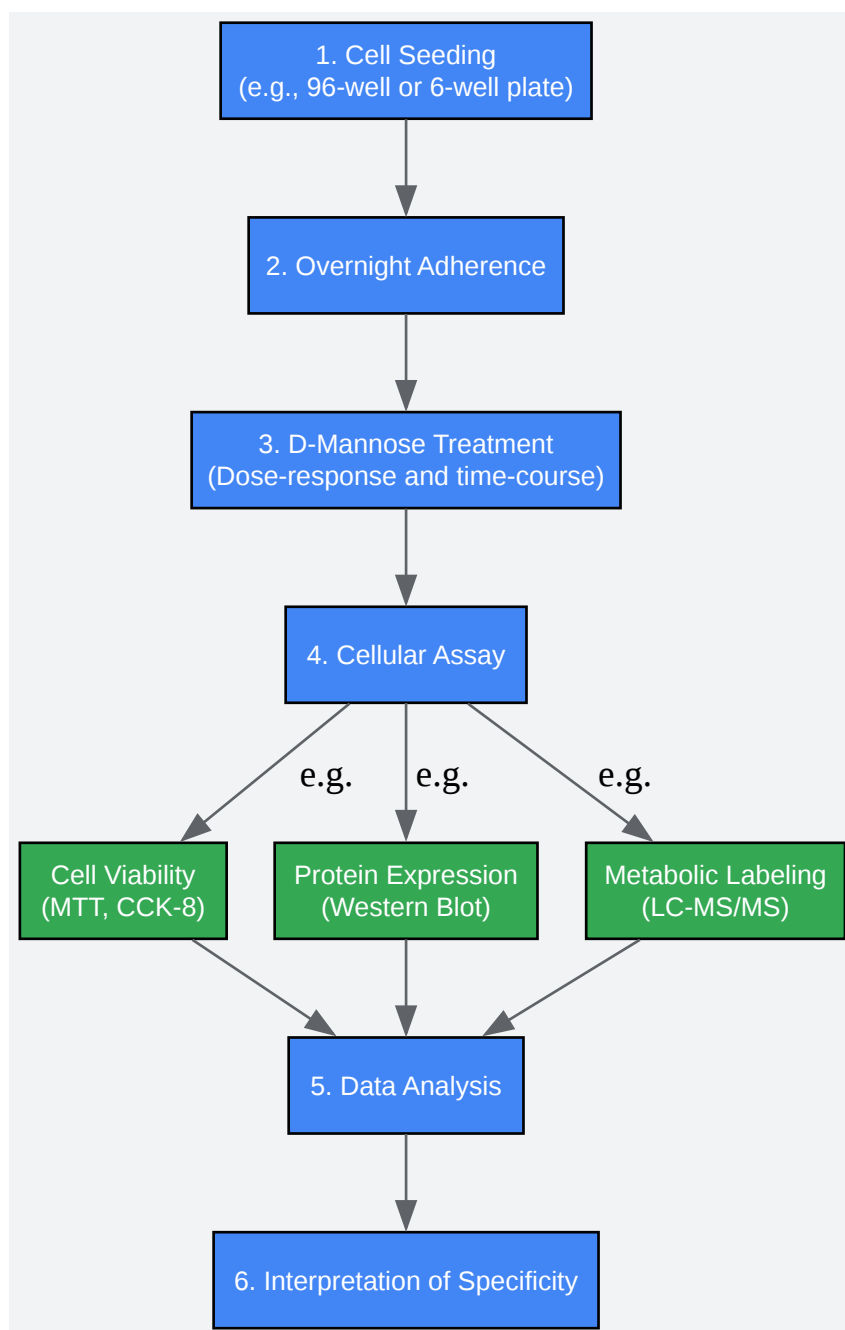 1. Cell Seeding
(e.g., 96-well or 6-well plate)
2. Overnight Adherence
3. D-Mannose Treatment
(Dose-response and time-course)
4. Cellular Assay
e.g.
e.g.
e.g.
Cell Viability
(MTT, CCK-8)
Protein Expression
(Western Blot)
Metabolic Labeling
(LC-MS/MS)
5. Data Analysis
6. Interpretation of Specificity